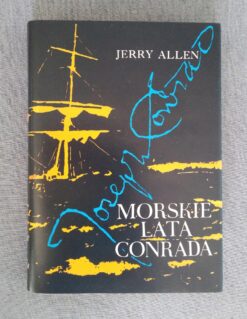 JERRY ALLEN
Joseph Conrad
MORSKIE
LATA
CONRADA